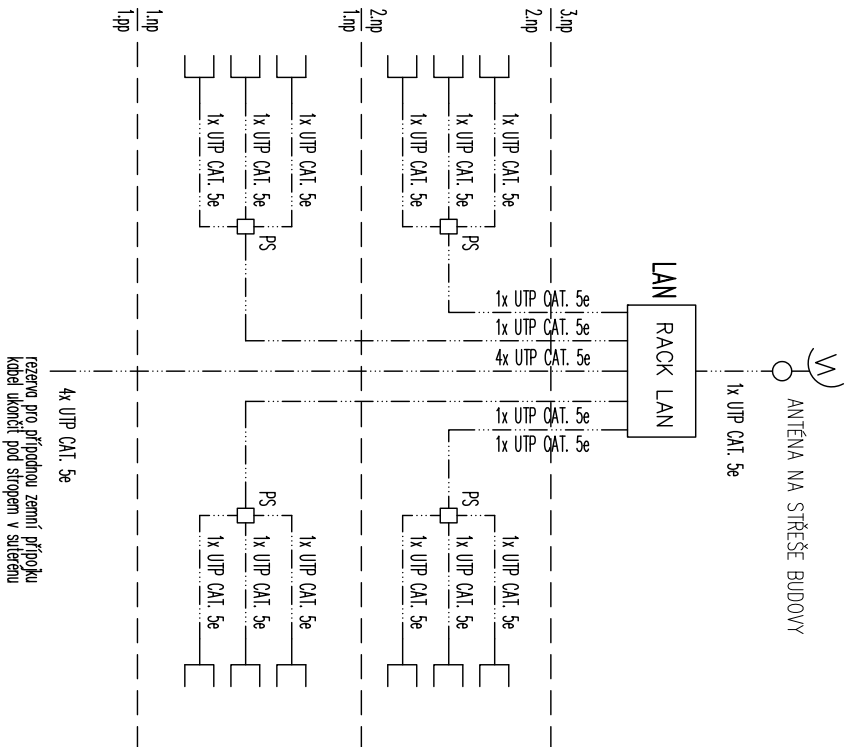 ANTÉNA NA STŘEŠE BUDOVY
1x UTP CAT. 5e
LAN
RACK LAN
1x UTP CAT. 5e
1x UTP CAT. 5e
4x UTP CAT. 5e
1x UTP CAT. 5e
1x UTP CAT. 5e
3.np
2.np
1x UTP CAT. 5e
1x UTP CAT. 5e
1x UTP CAT. 5e
PS
PS
1x UTP CAT. 5e
1x UTP CAT. 5e
1x UTP CAT. 5e
2.np
1.np
1x UTP CAT. 5e
1x UTP CAT. 5e
1x UTP CAT. 5e
PS
PS
1x UTP CAT. 5e
1x UTP CAT. 5e
1x UTP CAT. 5e
1.np
1.pp
4x UTP CAT. 5e
rezerva pro případnou zemní přípojku
kabel ukončit pod stropem v suterénu